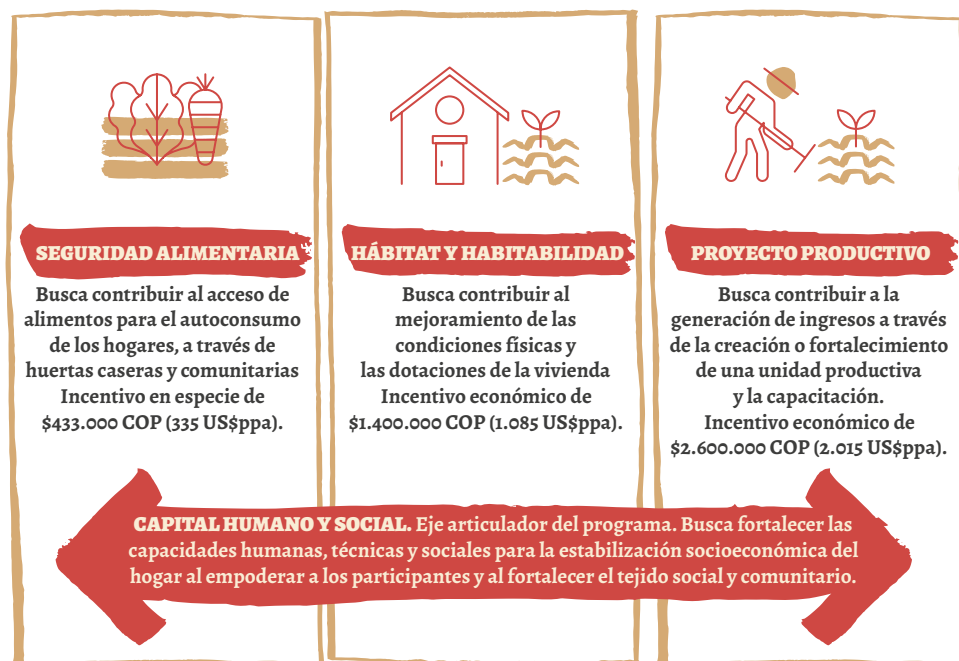 SEGURIDAD ALIMENTARIA
Busca contribuir al acceso de
alimentos para el autoconsumo
de los hogares, a través de
huertas caseras y comunitarias
Incentivo en especie de
$433.000 COP (335 US$ppa).
HÁBITAT Y HABITABILIDAD
Busca contribuir al
mejoramiento de las
condiciones físicas y
las dotaciones de la vivienda
Incentivo económico de
$1.400.000 COP (1.085 US$ppa).
PROYECTO PRODUCTIVO
Busca contribuir a la
generación de ingresos a través
de la creación o fortalecimiento
de una unidad productiva
y la capacitación.
Incentivo económico de
$2.600.000 COP (2.015 US$ppa).
CAPITAL HUMANO Y SOCIAL. Eje articulador del programa. Busca fortalecer las
capacidades humanas, técnicas y sociales para la estabilización socioeconómica del
hogar al empoderar a los participantes y al fortalecer el tejido social y comunitario.